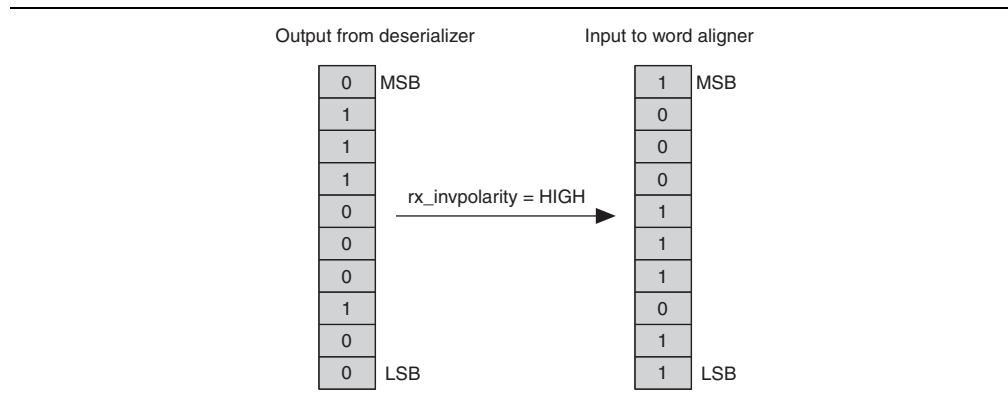 Output from deserializer Input to word aligner
0 MSB 1 MSB
1 0
1 0
1 0
rx_invpolarity = HIGH
0 1
0 1
0 1
1 0
0 1
0 LSB 1 LSB